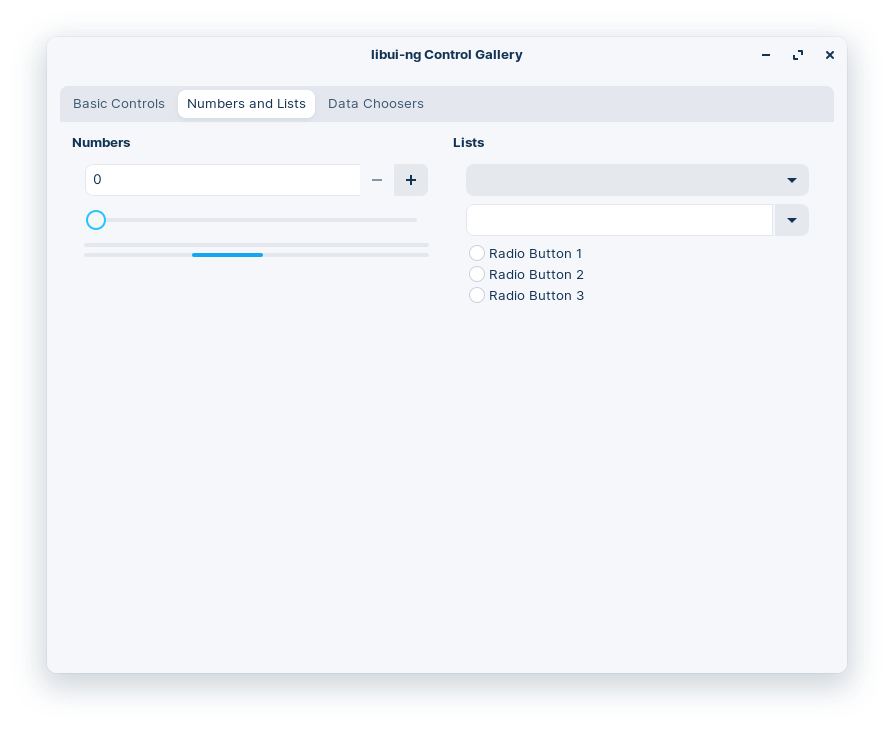 libui-ng Control Gallery
Basic Controls Numbers and Lists Data Choosers
Numbers
0
Lists
Radio Button 1
Radio Button 2
Radio Button 3